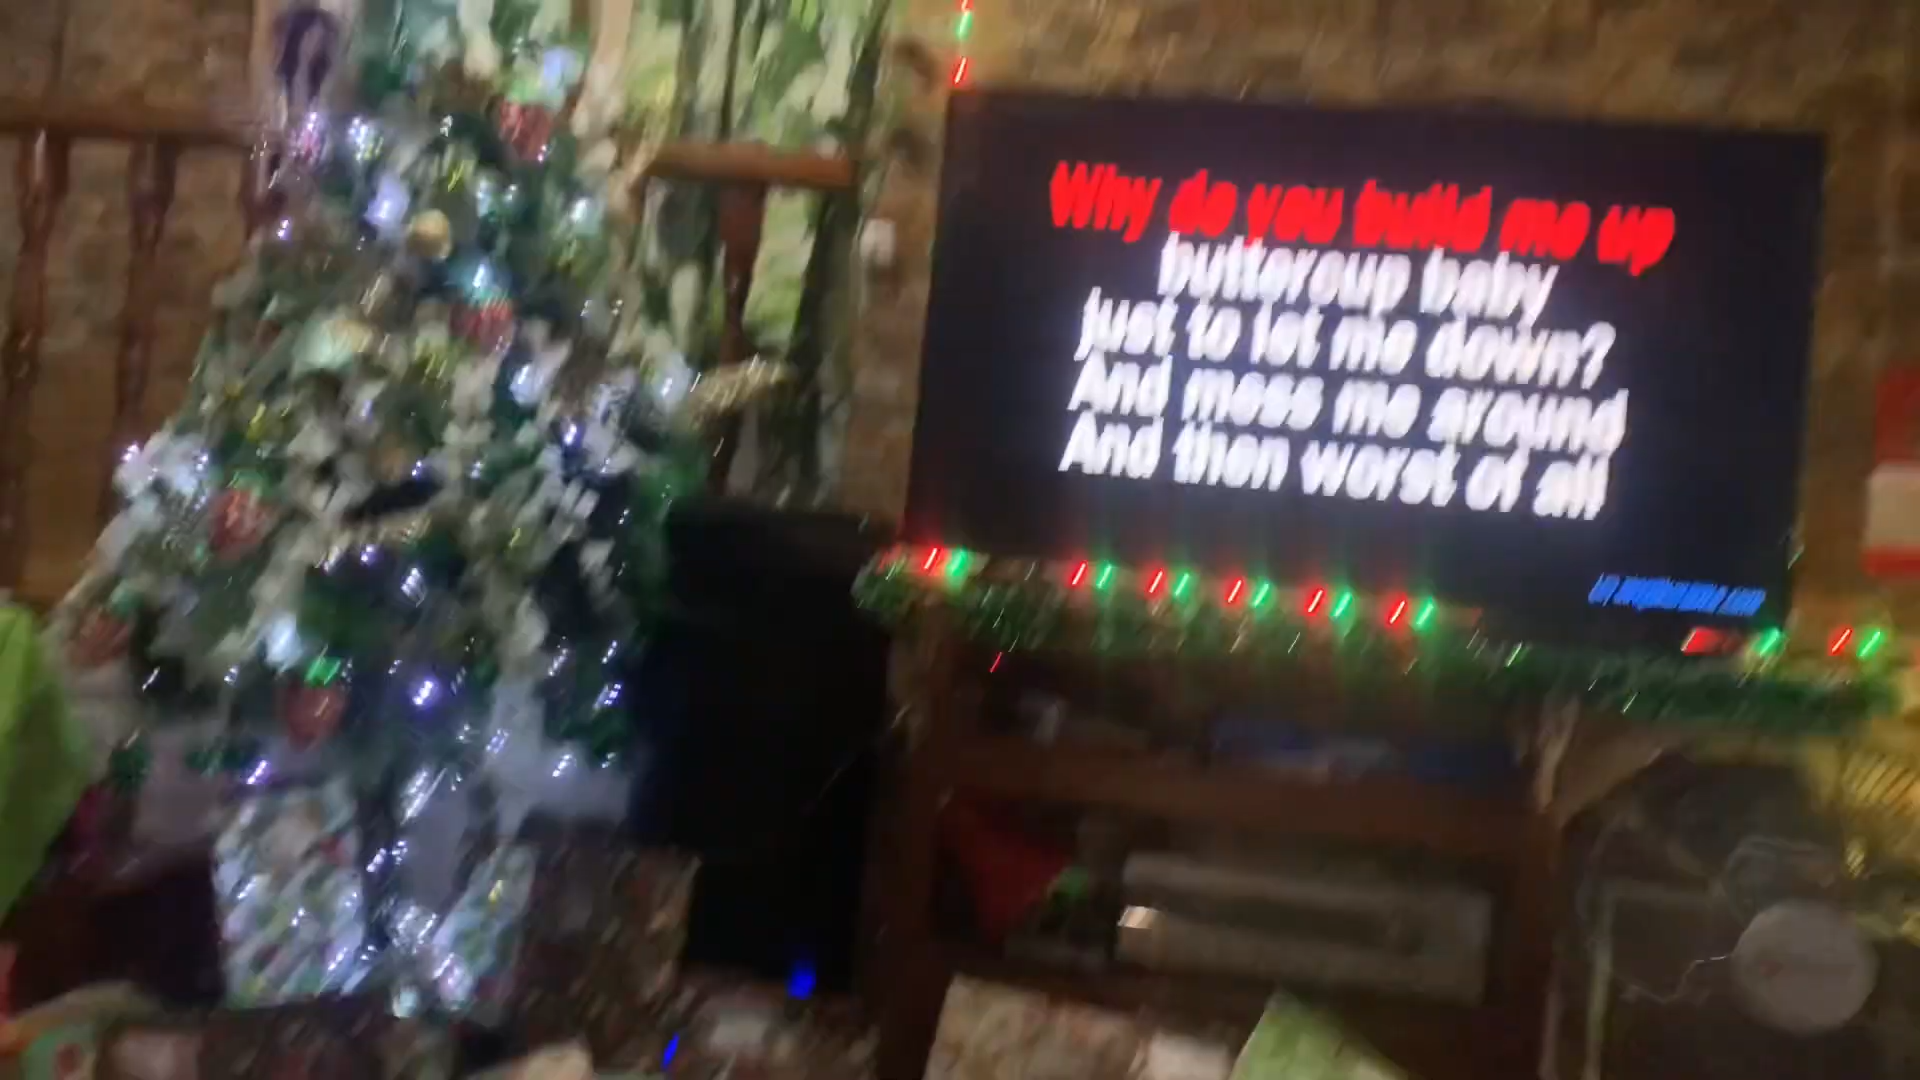 Why do you build me up
buttercup baby
just to let me down?
And mess me around
And then worst of all